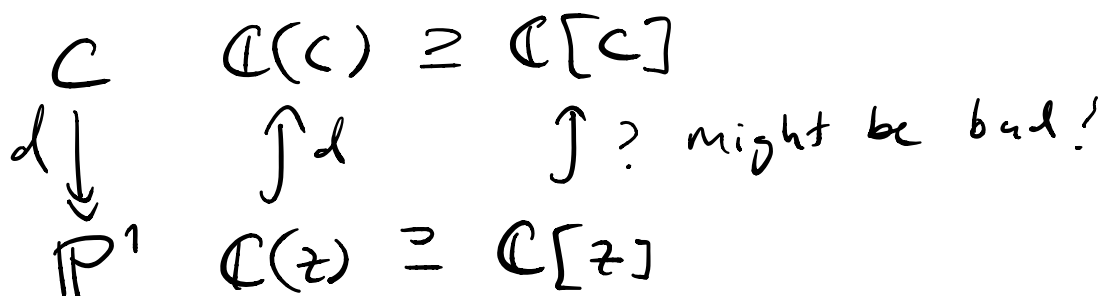 C ℂ(C) ⊇ ℂ[C]
d ↓ ↑ d ↑ ? might be bad!
ℙ¹ ℂ(z) ⊇ ℂ[z]